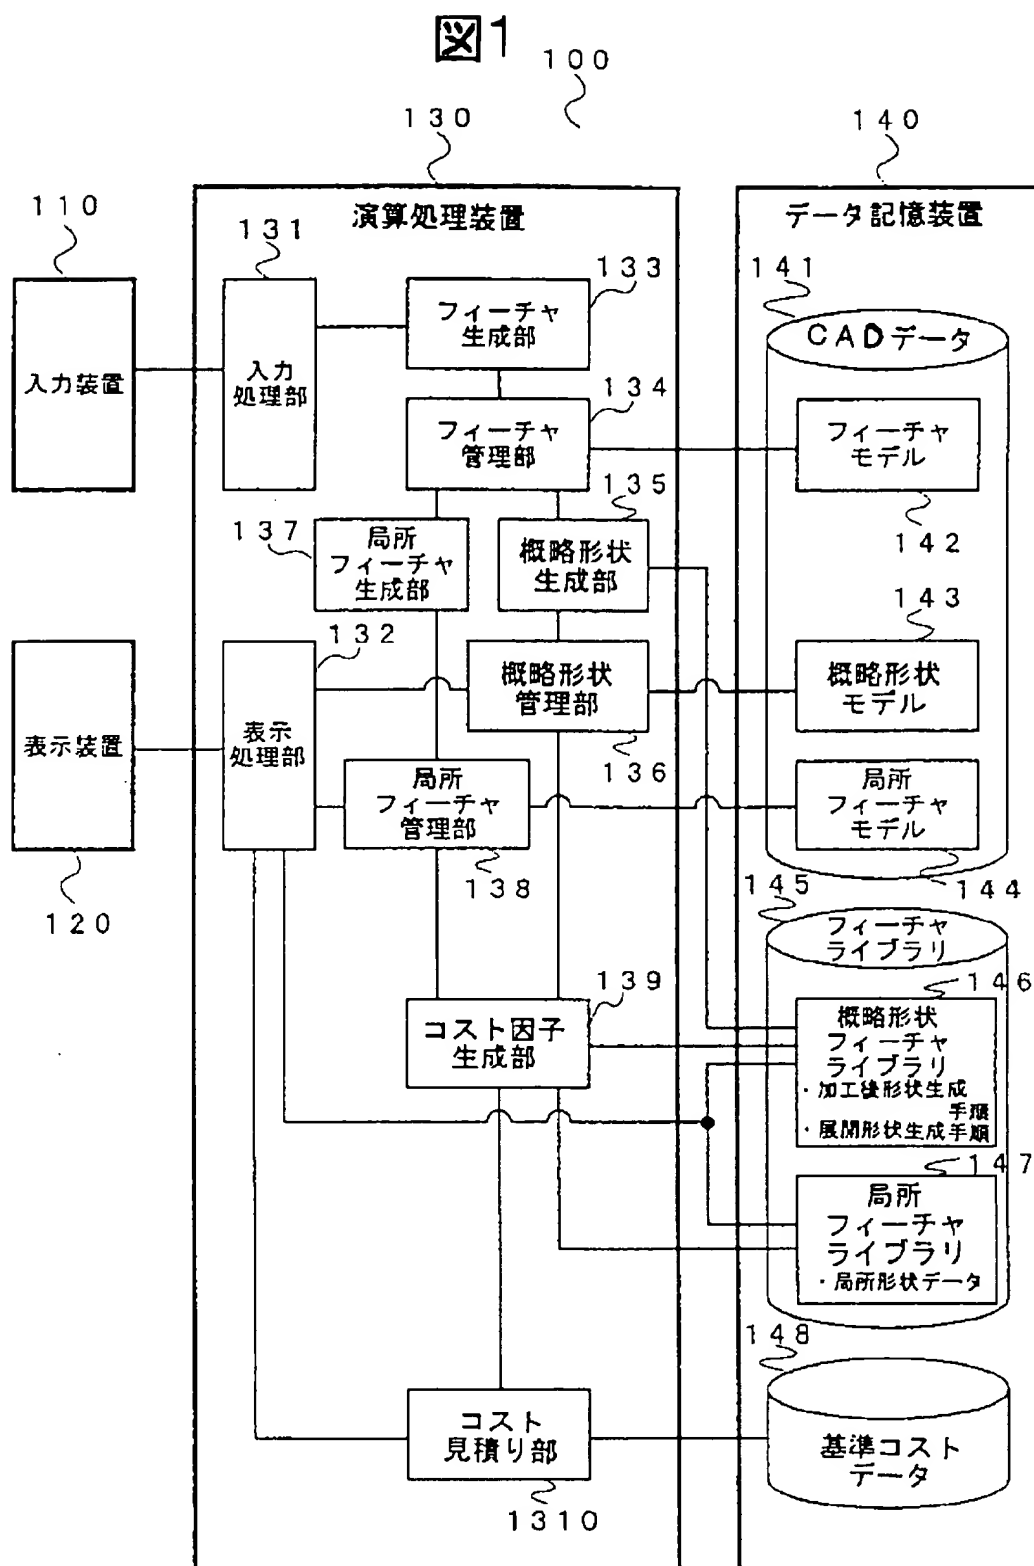 図1
100
130
140
110
演算処理装置
データ記憶装置
131
133
141
フィーチャ
生成部
CADデータ
入力装置
入力
処理部
134
フィーチャ
管理部
フィーチャ
モデル
135
142
137
局所
フィーチャ
生成部
概略形状
生成部
143
132
概略形状
管理部
概略形状
モデル
表示装置
表示
処理部
136
局所
フィーチャ
管理部
局所
フィーチャ
モデル
138
144
120
145
フィーチャ
ライブラリ
139
146
コスト因子
生成部
概略形状
フィーチャ
ライブラリ
・加工後形状生成
手順
・展開形状生成手順
147
局所
フィーチャ
ライブラリ
・局所形状データ
148
コスト
見積り部
基準コスト
データ
1310